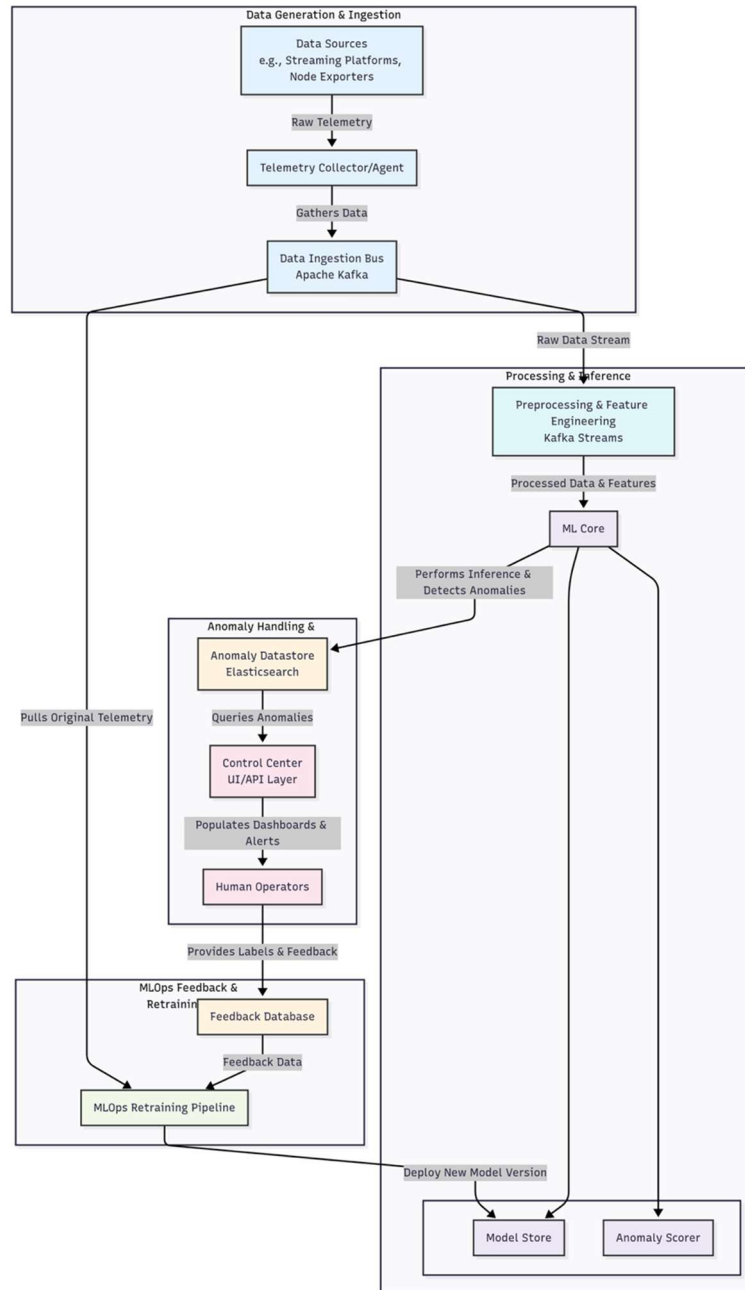 Data Generation & Ingestion
Data Sources
e.g., Streaming Platforms,
Node Exporters
Raw Telemetry
Telemetry Collector/Agent
Gathers Data
Data Ingestion Bus
Apache Kafka
Raw Data Stream
Processing & Inference
Preprocessing & Feature
Engineering
Kafka Streams
Processed Data & Features
ML Core
Performs Inference &
Detects Anomalies
Anomaly Handling &
Anomaly Datastore
Elasticsearch
Pulls Original Telemetry
Queries Anomalies
Control Center
UI/API Layer
Populates Dashboards &
Alerts
Human Operators
Provides Labels & Feedback
MLOps Feedback &
Retrainin
Feedback Database
Feedback Data
MLOps Retraining Pipeline
Deploy New Model Version
Model Store
Anomaly Scorer